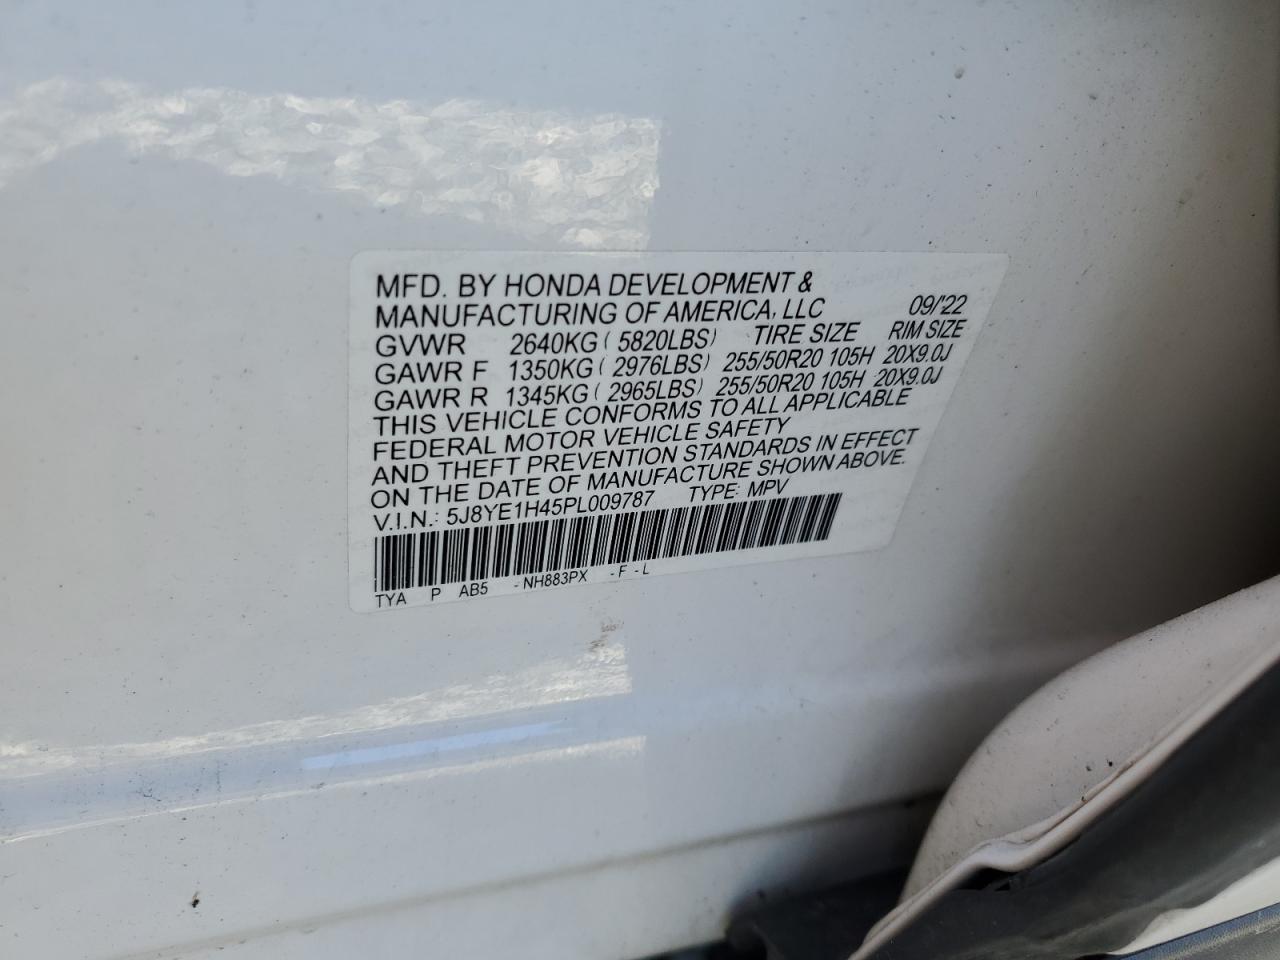 MFD. BY HONDA DEVELOPMENT &
MANUFACTURING OF AMERICA, LLC 09/'22
GVWR 2640KG ( 5820LBS) TIRE SIZE RIM SIZE
GAWR F 1350KG ( 2976LBS) 255/50R20 105H 20X9.0J
GAWR R 1345KG ( 2965LBS) 255/50R20 105H 20X9.0J
THIS VEHICLE CONFORMS TO ALL APPLICABLE
FEDERAL MOTOR VEHICLE SAFETY
AND THEFT PREVENTION STANDARDS IN EFFECT
ON THE DATE OF MANUFACTURE SHOWN ABOVE.
V.I.N.: 5J8YE1H45PL009787 TYPE: MPV
TYA P AB5 - NH883PX - F - L